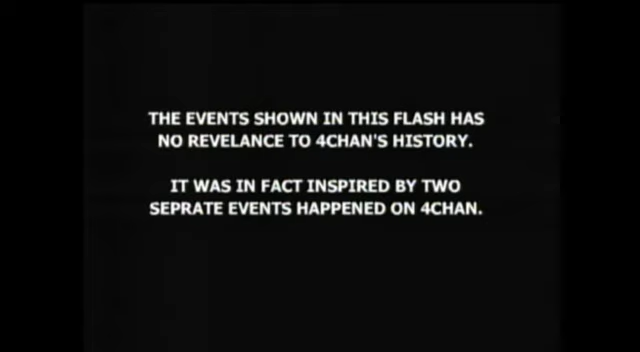 THE EVENTS SHOWN IN THIS FLASH HAS
NO REVELANCE TO 4CHAN'S HISTORY.
IT WAS IN FACT INSPIRED BY TWO
SEPRATE EVENTS HAPPENED ON 4CHAN.